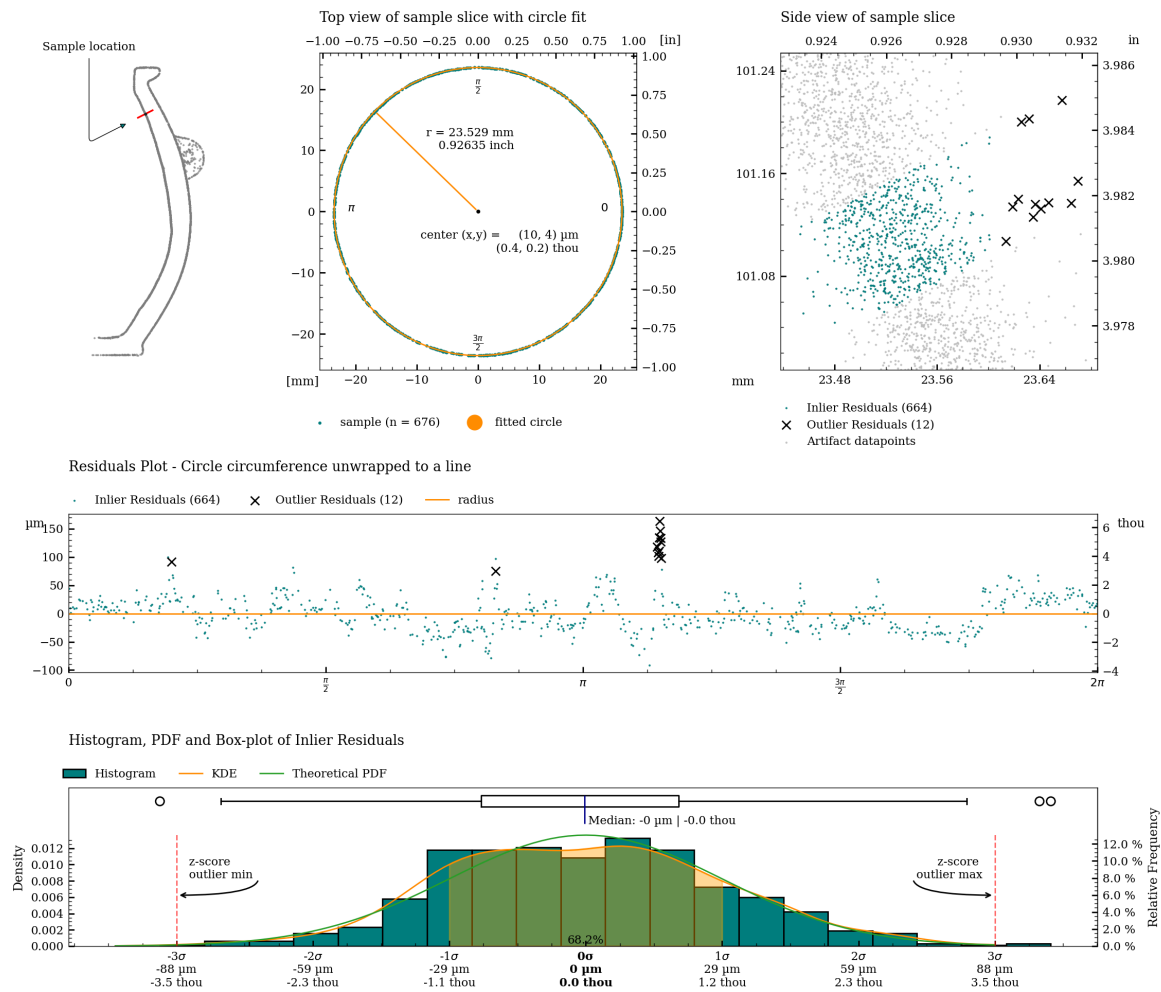 Top view of sample slice with circle fit
Side view of sample slice
Sample location
−1.00 −0.75 −0.50 −0.25 0.00 0.25 0.50 0.75 1.00 [in]
0.924 0.926 0.928 0.930 0.932 in
20
10
0
−10
−20
1.00
0.75
0.50
0.25
0.00
−0.25
−0.50
−0.75
−1.00
π/2
r = 23.529 mm
0.92635 inch
π
0
center (x,y) = (10, 4) µm
(0.4, 0.2) thou
3π/2
[mm] −20 −10 0 10 20
101.24
101.16
101.08
3.986
3.984
3.982
3.980
3.978
mm 23.48 23.56 23.64
sample (n = 676) fitted circle
Inlier Residuals (664)
Outlier Residuals (12)
Artifact datapoints
Residuals Plot - Circle circumference unwrapped to a line
Inlier Residuals (664) Outlier Residuals (12) radius
µm
150
100
50
0
−50
−100
6
4
2
0
−2
−4
thou
0 π/2 π 3π/2 2π
Histogram, PDF and Box-plot of Inlier Residuals
Histogram KDE Theoretical PDF
Median: -0 µm | -0.0 thou
Density
0.012
0.010
0.008
0.006
0.004
0.002
0.000
z-score
outlier min
z-score
outlier max
68.2%
12.0 %
10.0 %
8.0 %
6.0 %
4.0 %
2.0 %
0.0 %
Relative Frequency
-3σ -2σ -1σ 0σ 1σ 2σ 3σ
-88 µm -59 µm -29 µm 0 µm 29 µm 59 µm 88 µm
-3.5 thou -2.3 thou -1.1 thou 0.0 thou 1.2 thou 2.3 thou 3.5 thou